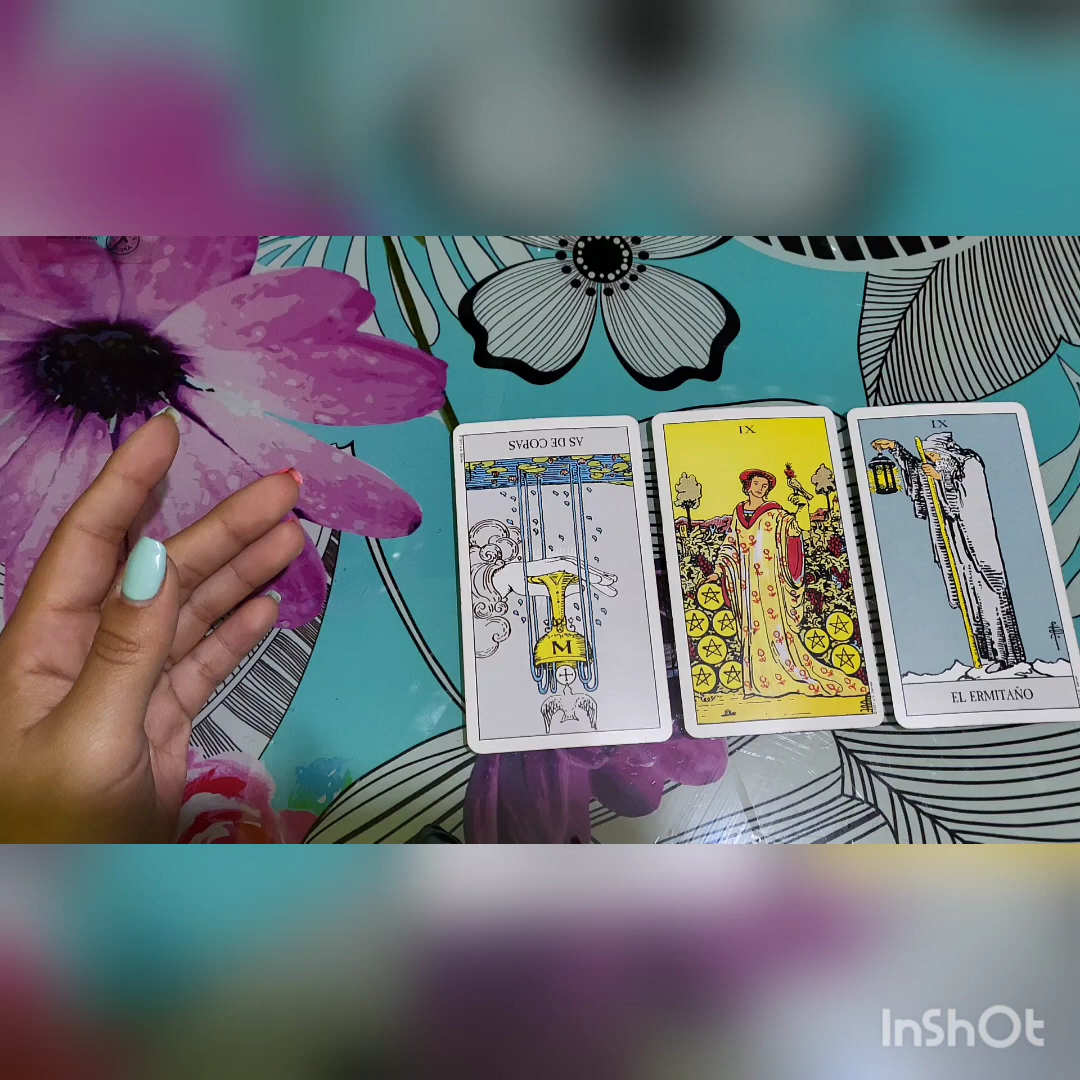 AS DE COPAS
W
IX
IX
EL ERMITAÑO
InShOt